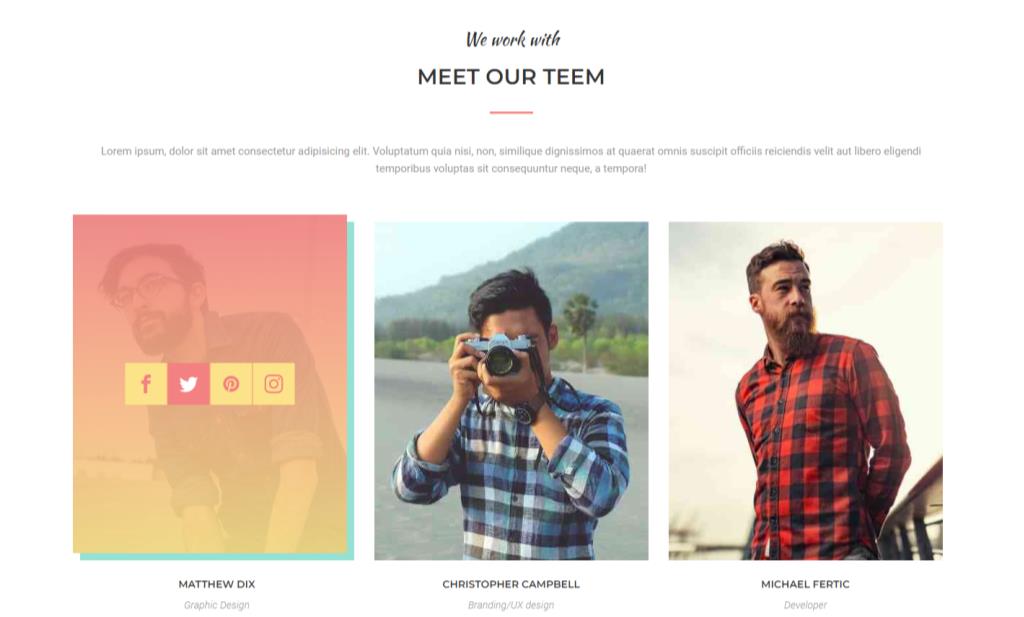 We work with
MEET OUR TEEM
Lorem ipsum, dolor sit amet consectetur adipisicing elit. Voluptatum quia nisi, non, similique dignissimos at quaerat omnis suscipit officiis reiciendis velit aut libero eligendi
temporibus voluptas sit consequuntur neque, a tempora!
MATTHEW DIX
CHRISTOPHER CAMPBELL
MICHAEL FERTIC
Graphic Design
Branding/UX design
Developer